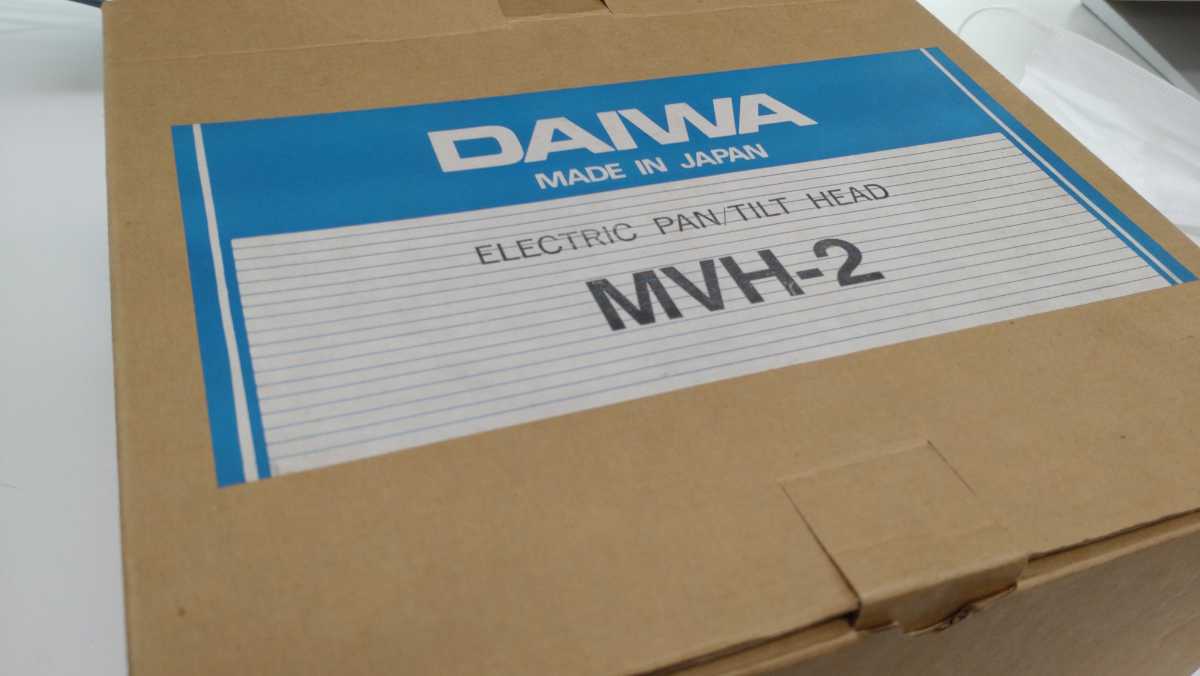 DAIWA
MADE IN JAPAN
ELECTRIC PAN/TILT HEAD
MVH-2